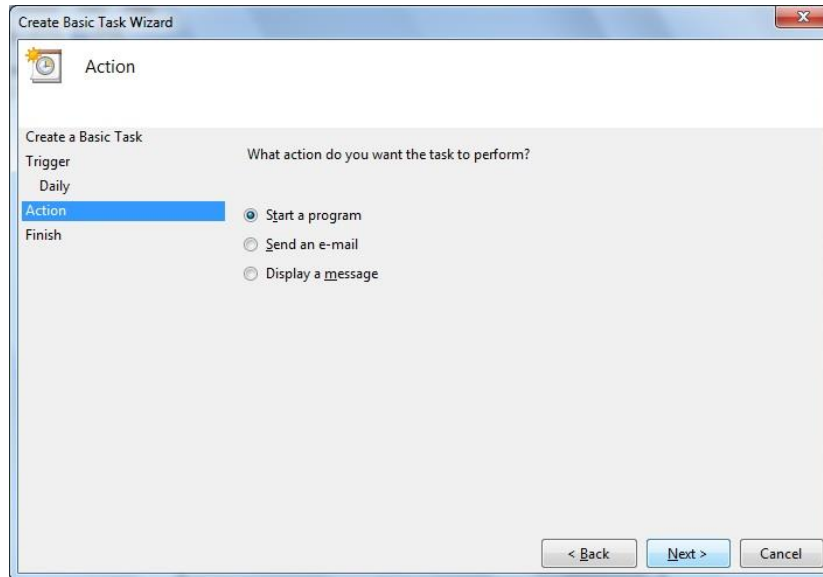 Create Basic Task Wizard
Action
Create a Basic Task
Trigger
Daily
Action
Finish
What action do you want the task to perform?
Start a program
Send an e-mail
Display a message
< Back
Next >
Cancel